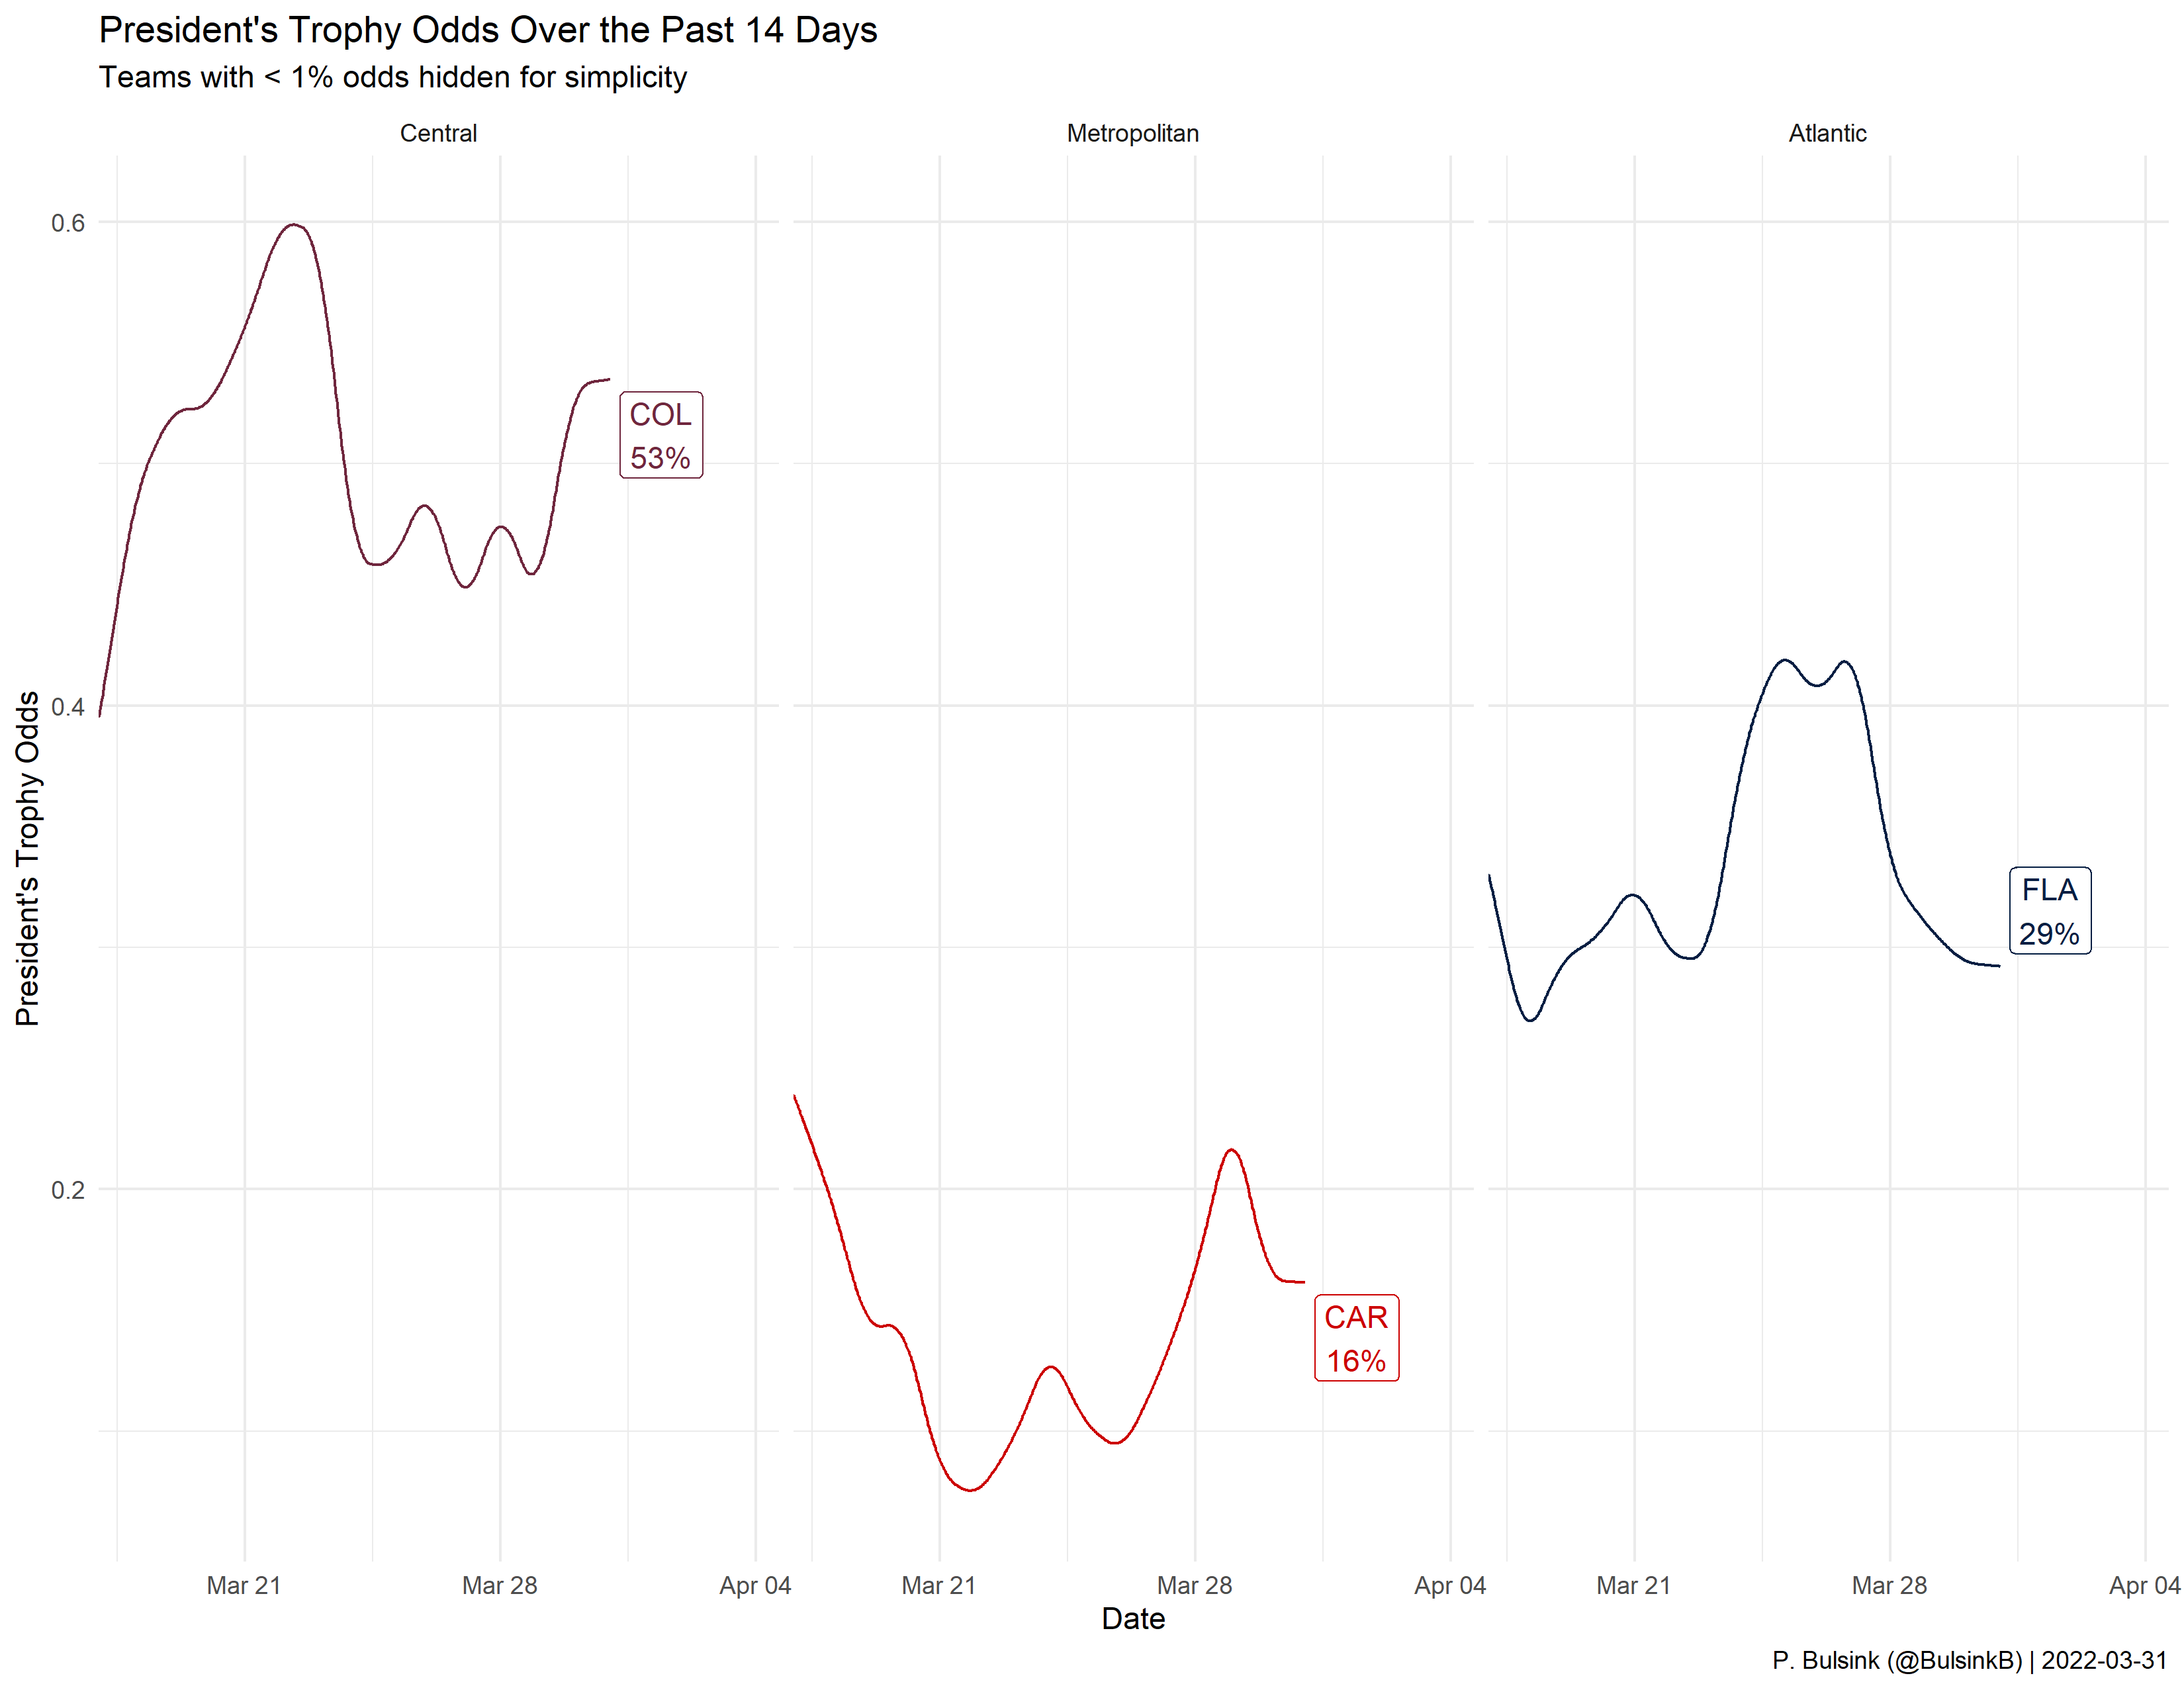 President's Trophy Odds Over the Past 14 Days
Teams with < 1% odds hidden for simplicity
Central
Metropolitan
Atlantic
0.6
0.4
0.2
President's Trophy Odds
COL
53%
CAR
16%
FLA
29%
Mar 21
Mar 28
Apr 04
Mar 21
Mar 28
Apr 04
Mar 21
Mar 28
Apr 04
Date
P. Bulsink (@BulsinkB) | 2022-03-31